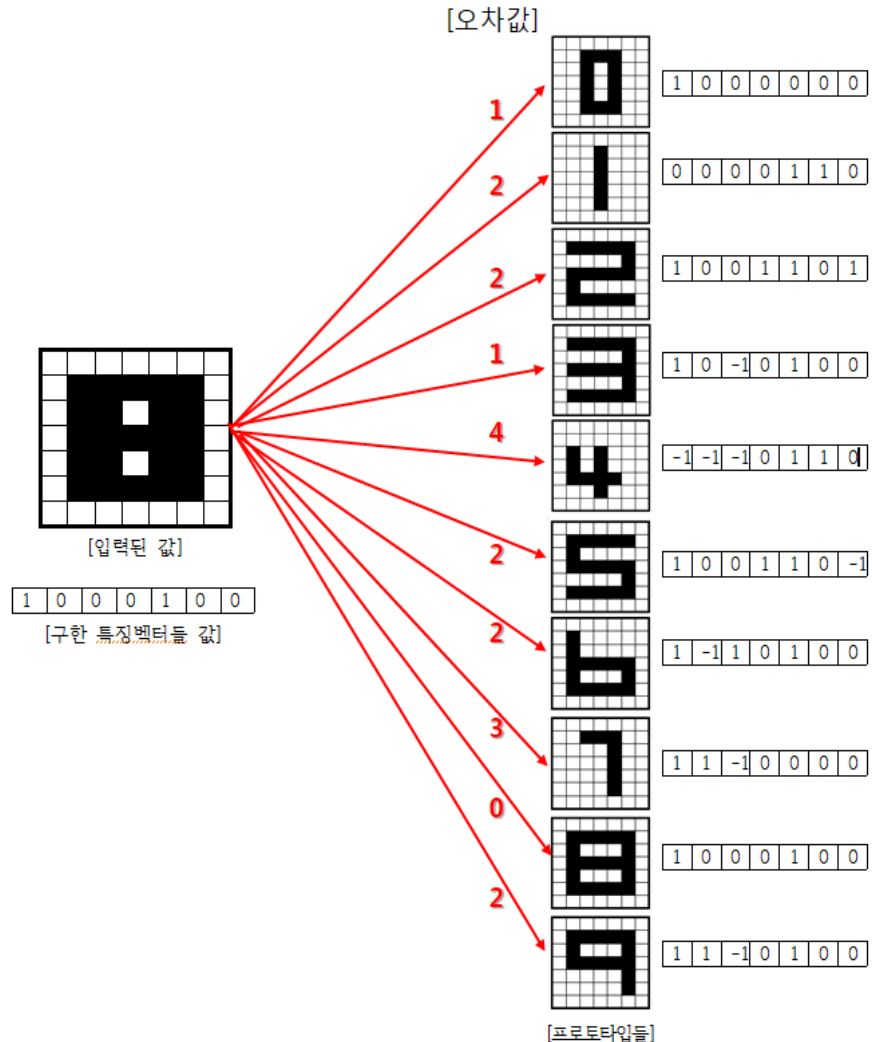 [오차값]
1 0 0 0 0 0 0
1
0 0 0 0 1 1 0
2
1 0 0 1 1 0 1
2
1 0 -1 0 1 0 0
1
-1 -1 -1 0 1 1 0
4
[입력된 값]
1 0 0 0 1 0 0
[구한 특징벡터들 값]
1 0 0 1 1 0 -1
2
1 -1 1 0 1 0 0
2
1 1 -1 0 0 0 0
3
1 0 0 0 1 0 0
0
1 1 -1 0 1 0 0
2
[프로토타입들]